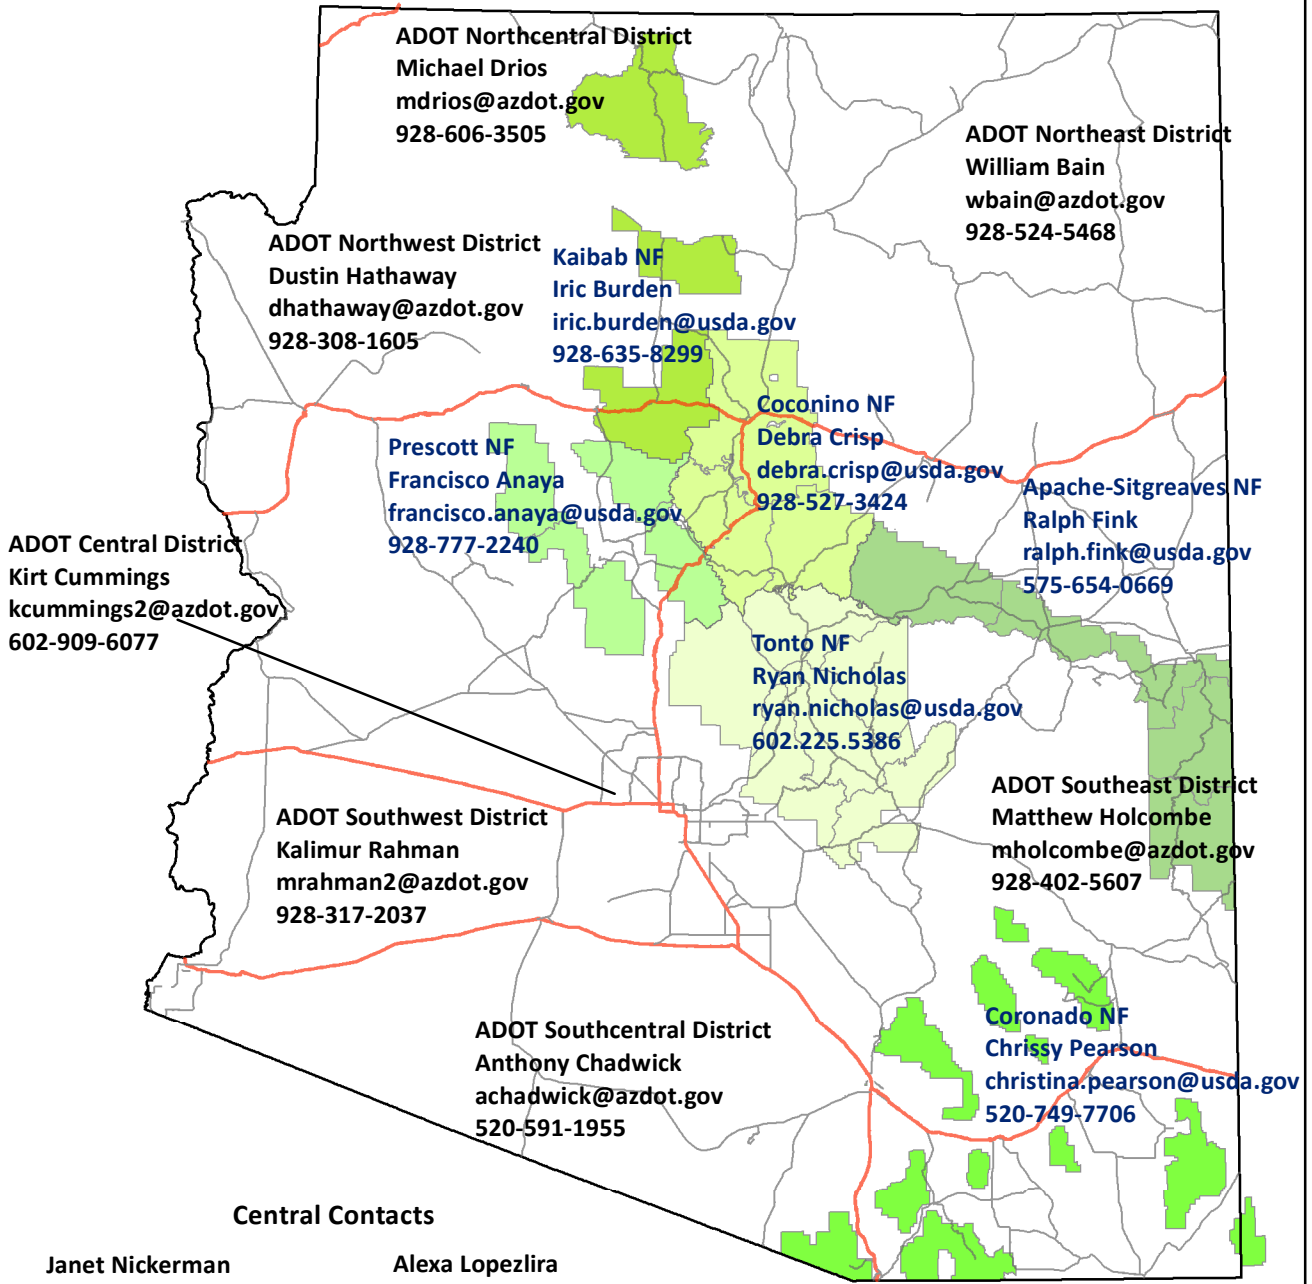 ADOT Northcentral District
Michael Drios
mdrios@azdot.gov
928-606-3505
ADOT Northeast District
William Bain
wbain@azdot.gov
928-524-5468
ADOT Northwest District
Dustin Hathaway
dhathaway@azdot.gov
928-308-1605
Kaibab NF
Iric Burden
iric.burden@usda.gov
928-635-8299
Coconino NF
Debra Crisp
debra.crisp@usda.gov
928-527-3424
Prescott NF
Francisco Anaya
francisco.anaya@usda.gov
928-777-2240
Apache-Sitgreaves NF
Ralph Fink
ralph.fink@usda.gov
575-654-0669
ADOT Central District
Kirt Cummings
kcummings2@azdot.gov
602-909-6077
Tonto NF
Ryan Nicholas
ryan.nicholas@usda.gov
602.225.5386
ADOT Southeast District
Matthew Holcombe
mholcombe@azdot.gov
928-402-5607
ADOT Southwest District
Kalimur Rahman
mrahman2@azdot.gov
928-317-2037
Coronado NF
Chrissy Pearson
christina.pearson@usda.gov
520-749-7706
ADOT Southcentral District
Anthony Chadwick
achadwick@azdot.gov
520-591-1955
Central Contacts
Janet Nickerman
Alexa Lopezlira